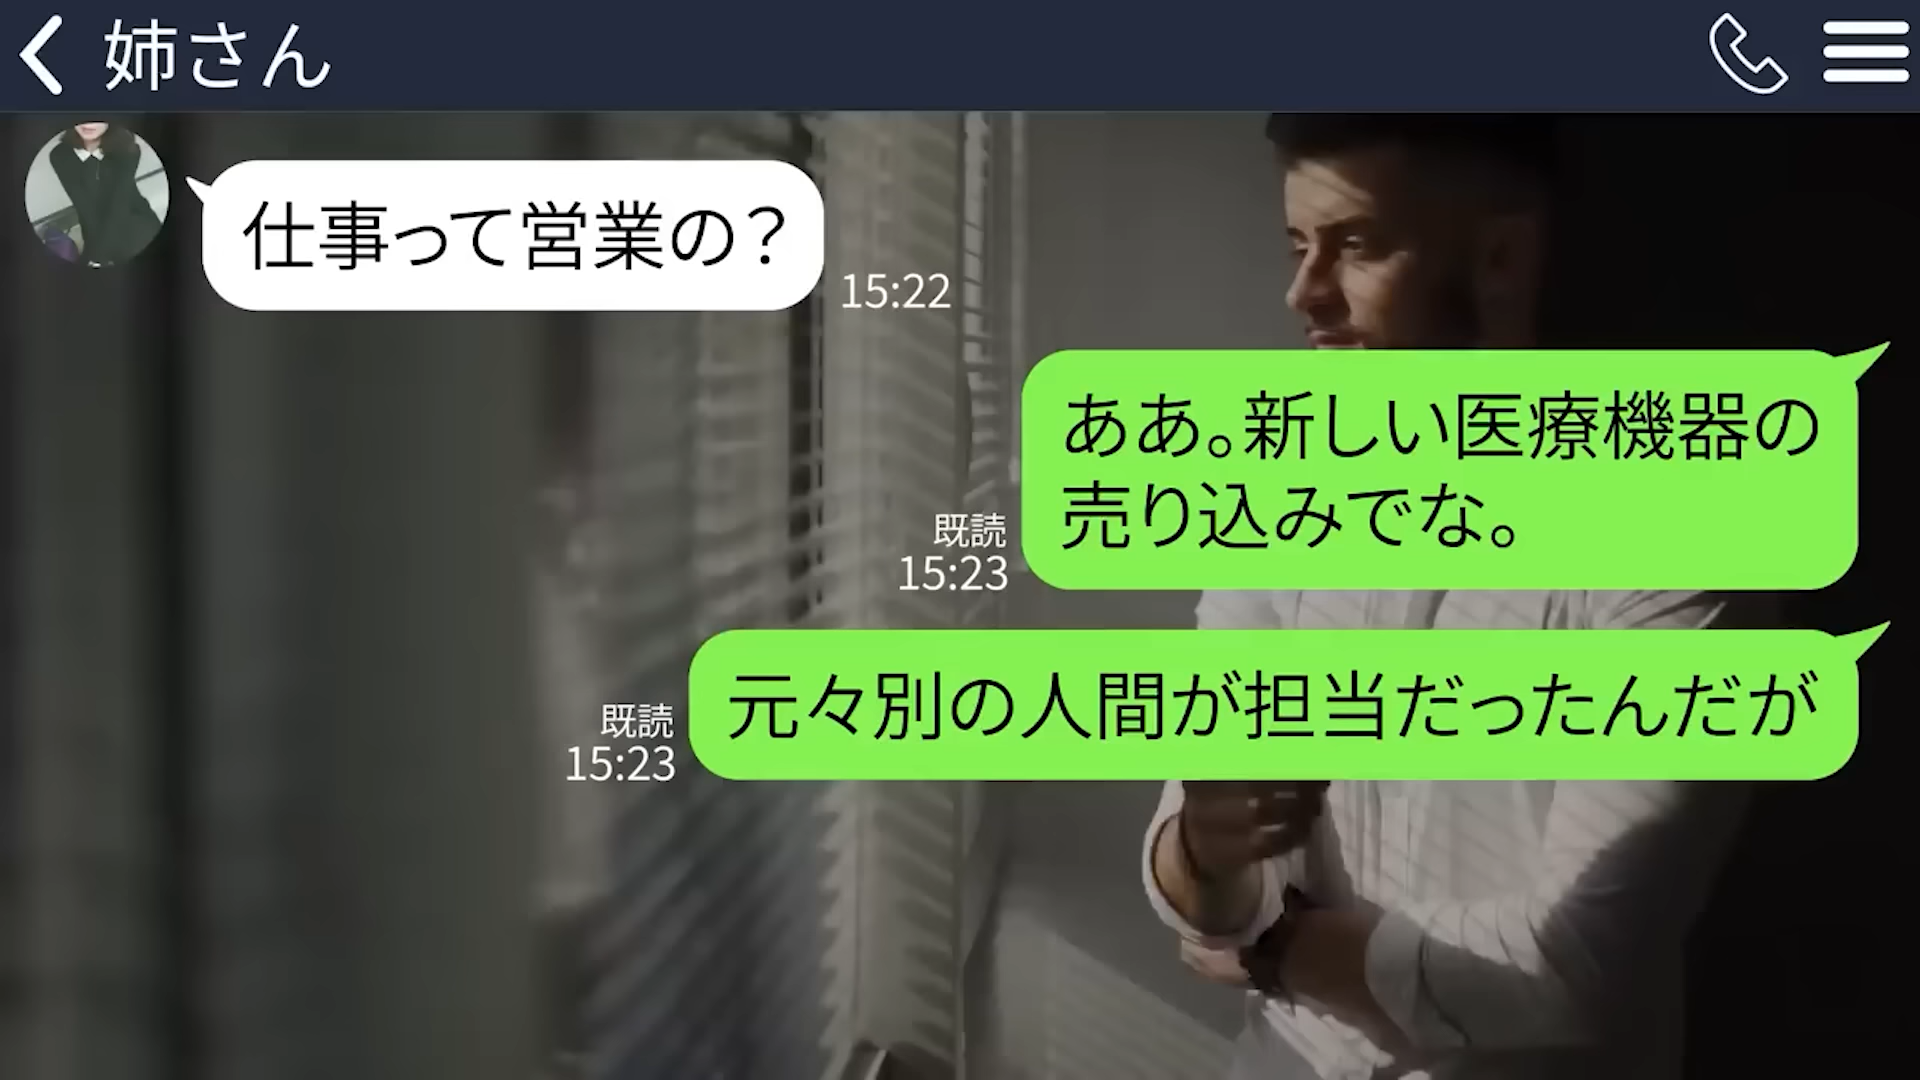 姉さん
仕事って営業の？
15:22
ああ。新しい医療機器の
売り込みでな。
既読
15:23
元々別の人間が担当だったんだが
既読
15:23